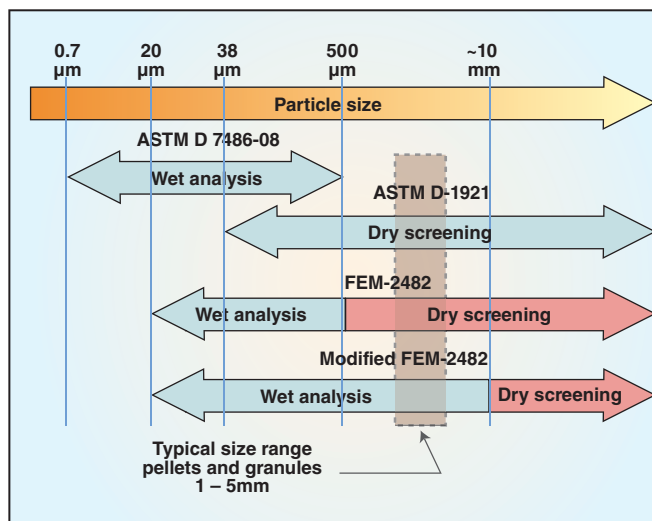 0.7 20 38 500 ~10
µm µm µm µm mm
Particle size
ASTM D 7486-08
Wet analysis
ASTM D-1921
Dry screening
FEM-2482
Wet analysis Dry screening
Modified FEM-2482
Wet analysis Dry screening
Typical size range
pellets and granules
1 – 5mm